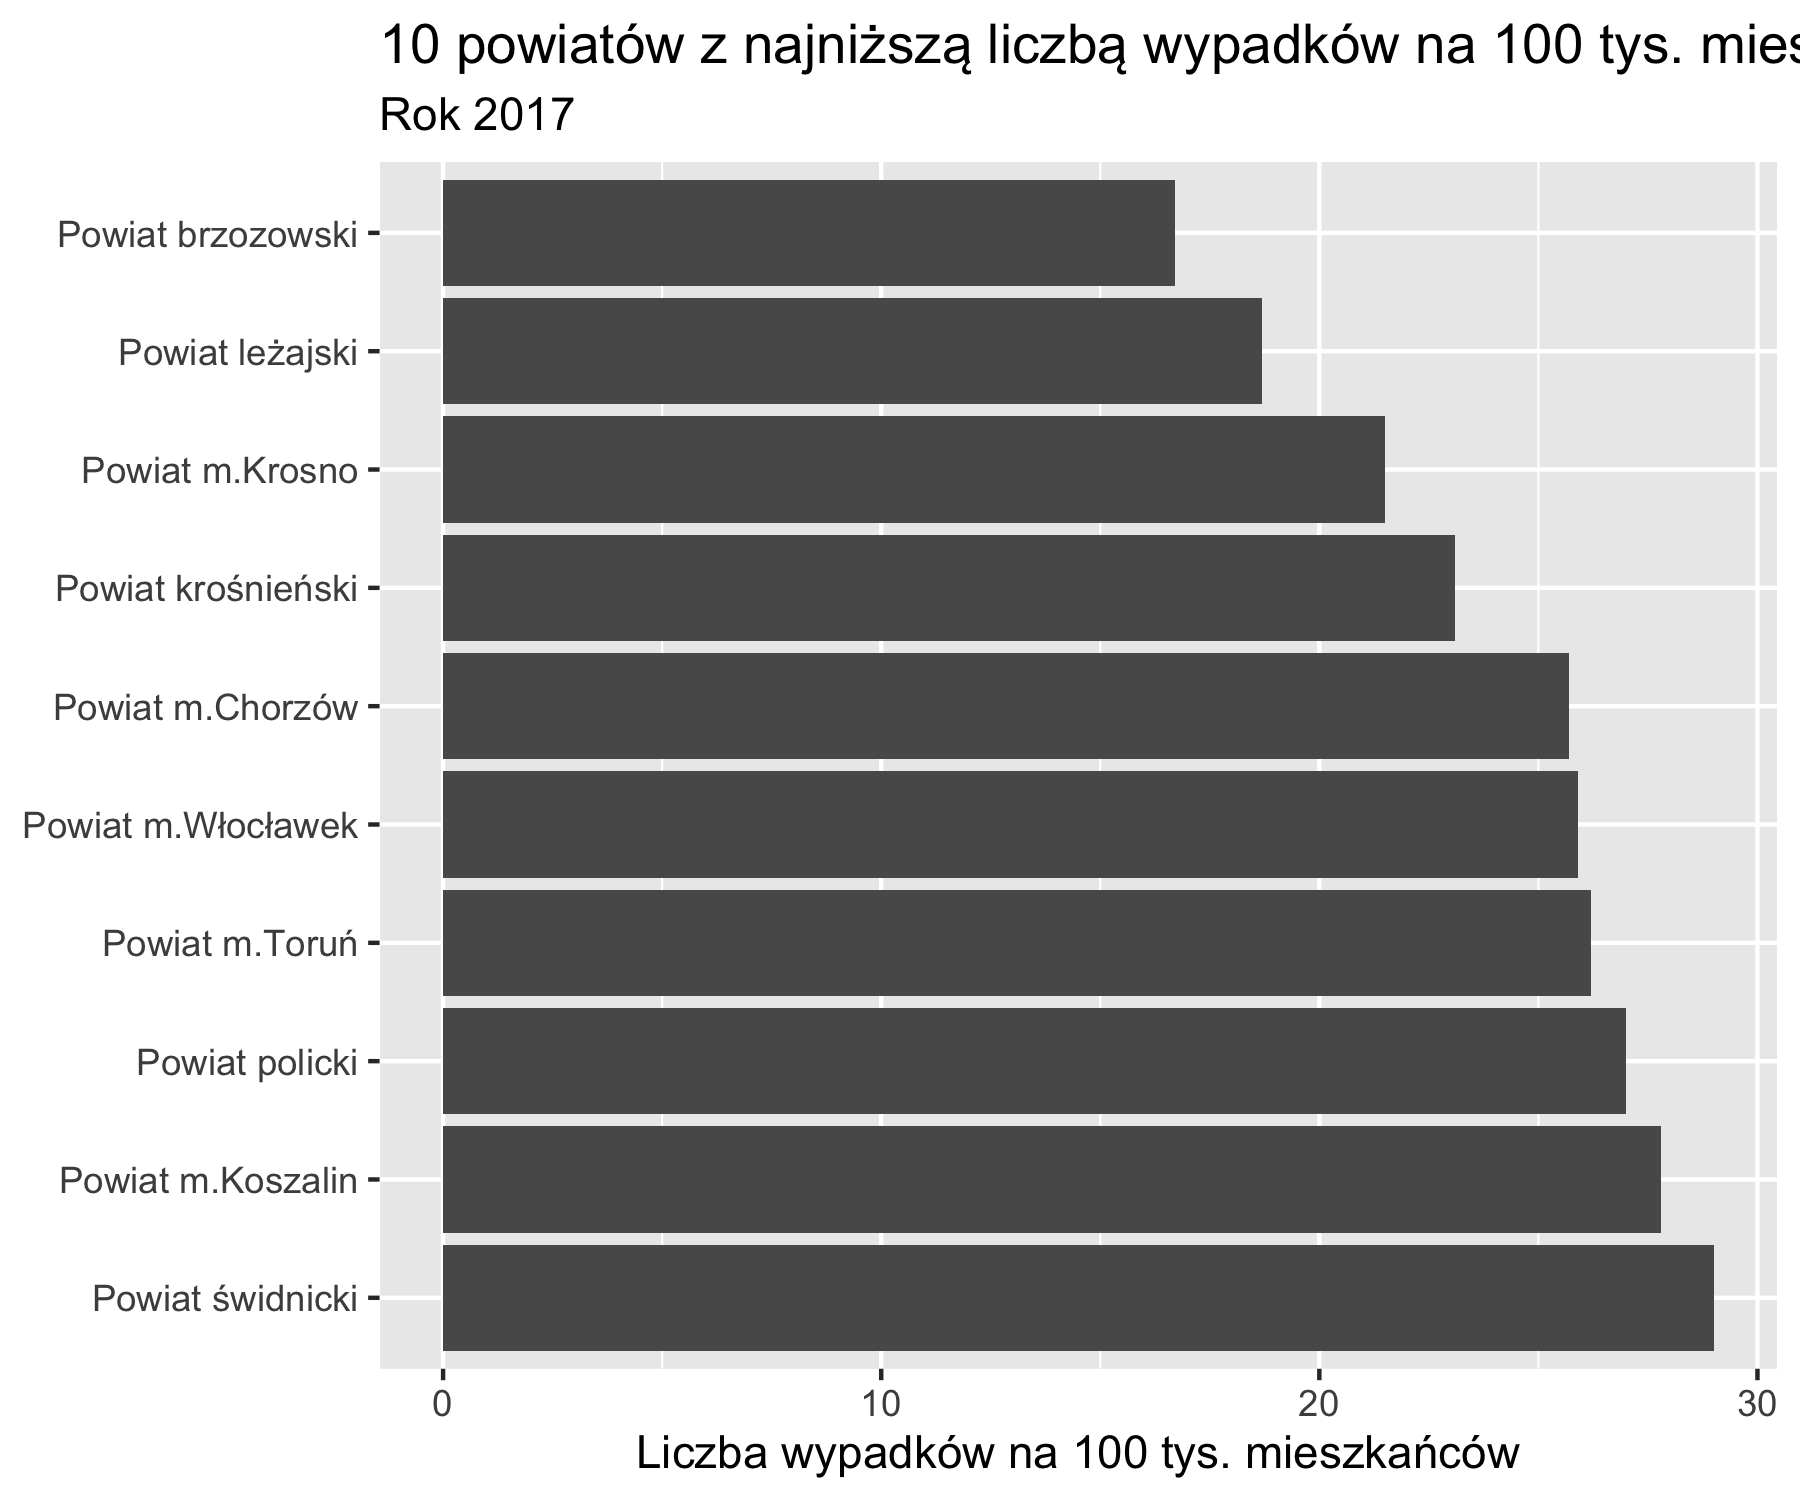 10 powiatów z najniższą liczbą wypadków na 100 tys. mies
Rok 2017
Powiat brzozowski
Powiat leżajski
Powiat m.Krosno
Powiat krośnieński
Powiat m.Chorzów
Powiat m.Włocławek
Powiat m.Toruń
Powiat policki
Powiat m.Koszalin
Powiat świdnicki
0 10 20 30
Liczba wypadków na 100 tys. mieszkańców